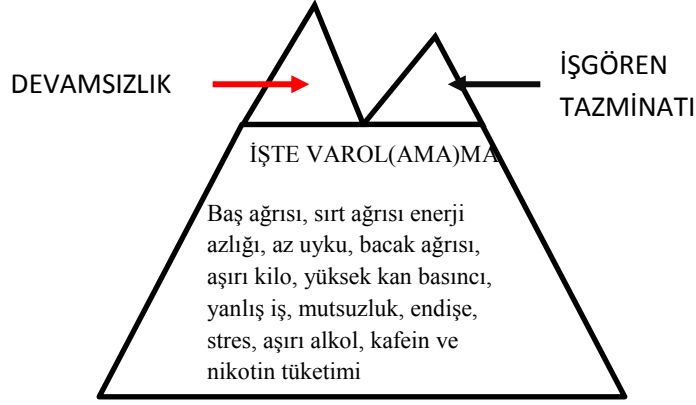 DEVAMSIZLIK
İŞGÖREN
TAZMİNATI
İŞTE VAROL(AMA)MA
Baş ağrısı, sırt ağrısı enerji
azlığı, az uyku, bacak ağrısı,
aşırı kilo, yüksek kan basıncı,
yanlış iş, mutsuzluk, endişe,
stres, aşırı alkol, kafein ve
nikotin tüketimi